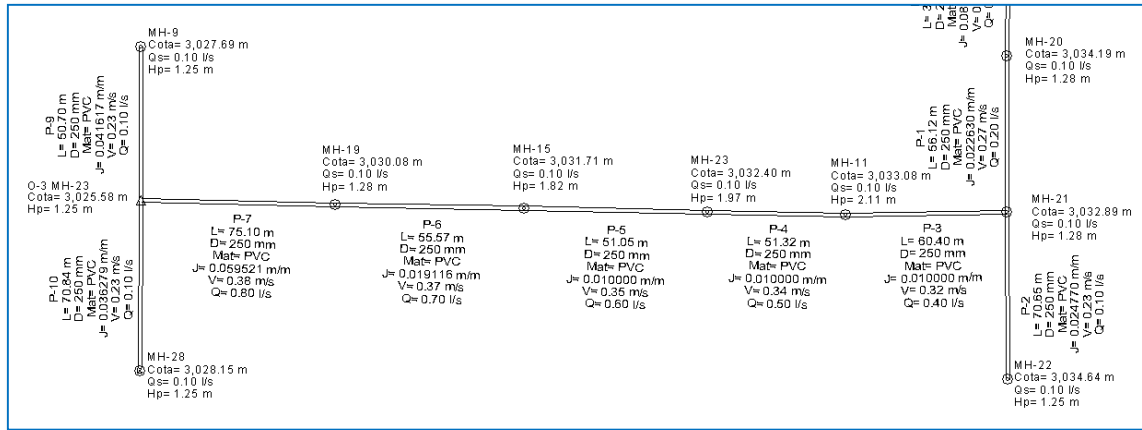 MH-9
Cota= 3,027.69 m
Qs= 0.10 l/s
Hp= 1.25 m
P-9
L= 50.70 m
D= 250 mm
Mat= PVC
J= 0.041617 m/m
V= 0.23 m/s
Q= 0.10 l/s
O-3 MH-23
Cota= 3,025.58 m
Hp= 1.25 m
P-10
L= 70.84 m
D= 250 mm
Mat= PVC
J= 0.036279 m/m
V= 0.23 m/s
Q= 0.10 l/s
MH-28
Cota= 3,028.15 m
Qs= 0.10 l/s
Hp= 1.25 m
P-7
L= 75.10 m
D= 250 mm
Mat= PVC
J= 0.059521 m/m
V= 0.38 m/s
Q= 0.80 l/s
MH-19
Cota= 3,030.08 m
Qs= 0.10 l/s
Hp= 1.28 m
P-6
L= 55.57 m
D= 250 mm
Mat= PVC
J= 0.019116 m/m
V= 0.37 m/s
Q= 0.70 l/s
MH-15
Cota= 3,031.71 m
Qs= 0.10 l/s
Hp= 1.82 m
P-5
L= 51.05 m
D= 250 mm
Mat= PVC
J= 0.010000 m/m
V= 0.35 m/s
Q= 0.60 l/s
MH-23
Cota= 3,032.40 m
Qs= 0.10 l/s
Hp= 1.97 m
P-4
L= 51.32 m
D= 250 mm
Mat= PVC
J= 0.010000 m/m
V= 0.34 m/s
Q= 0.50 l/s
MH-11
Cota= 3,033.08 m
Qs= 0.10 l/s
Hp= 2.11 m
P-3
L= 60.40 m
D= 250 mm
Mat= PVC
J= 0.010000 m/m
V= 0.32 m/s
Q= 0.40 l/s
MH-20
Cota= 3,034.19 m
Qs= 0.10 l/s
Hp= 1.28 m
P-1
L= 56.12 m
D= 250 mm
Mat= PVC
J= 0.022630 m/m
V= 0.27 m/s
Q= 0.20 l/s
MH-21
Cota= 3,032.89 m
Qs= 0.10 l/s
Hp= 1.28 m
P-2
L= 70.65 m
D= 250 mm
Mat= PVC
J= 0.024770 m/m
V= 0.23 m/s
Q= 0.10 l/s
MH-22
Cota= 3,034.64 m
Qs= 0.10 l/s
Hp= 1.25 m